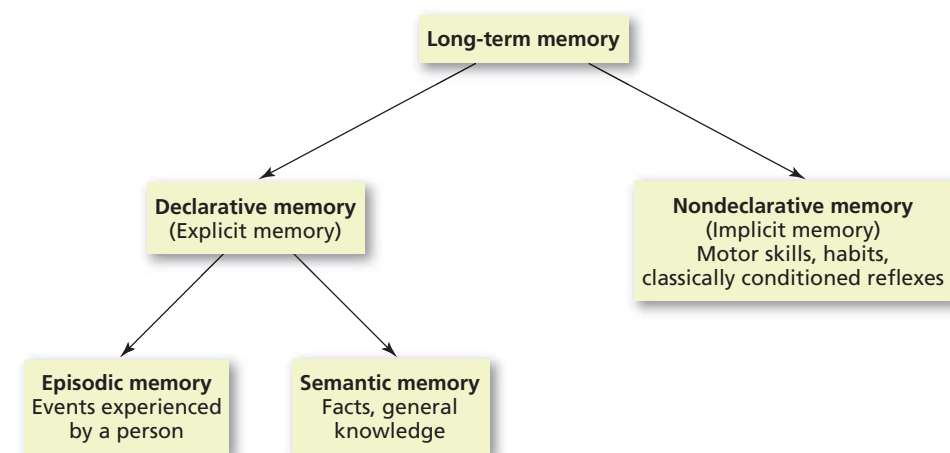 Long-term memory
Declarative memory
(Explicit memory)
Nondeclarative memory
(Implicit memory)
Motor skills, habits,
classically conditioned reflexes
Episodic memory
Events experienced
by a person
Semantic memory
Facts, general
knowledge